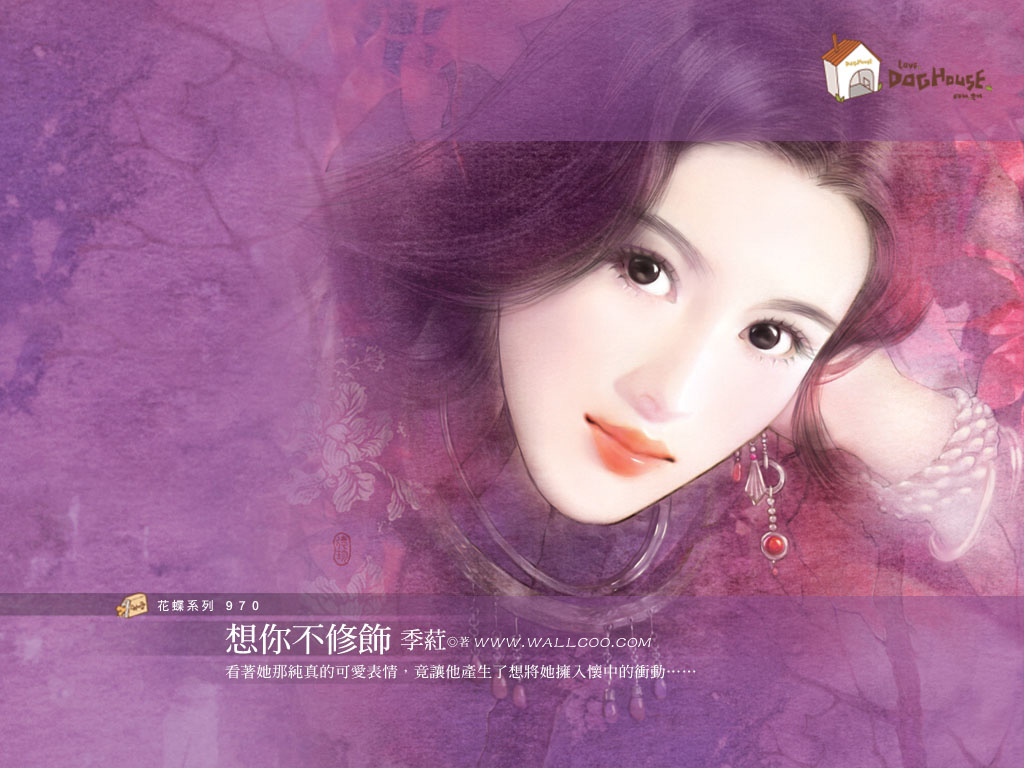 Love
DOGHOUSE
花蝶系列 970
想你不修飾 季葒◎著 WWW.WALLCOO.COM
看著她那純真的可愛表情，竟讓他產生了想將她擁入懷中的衝動……